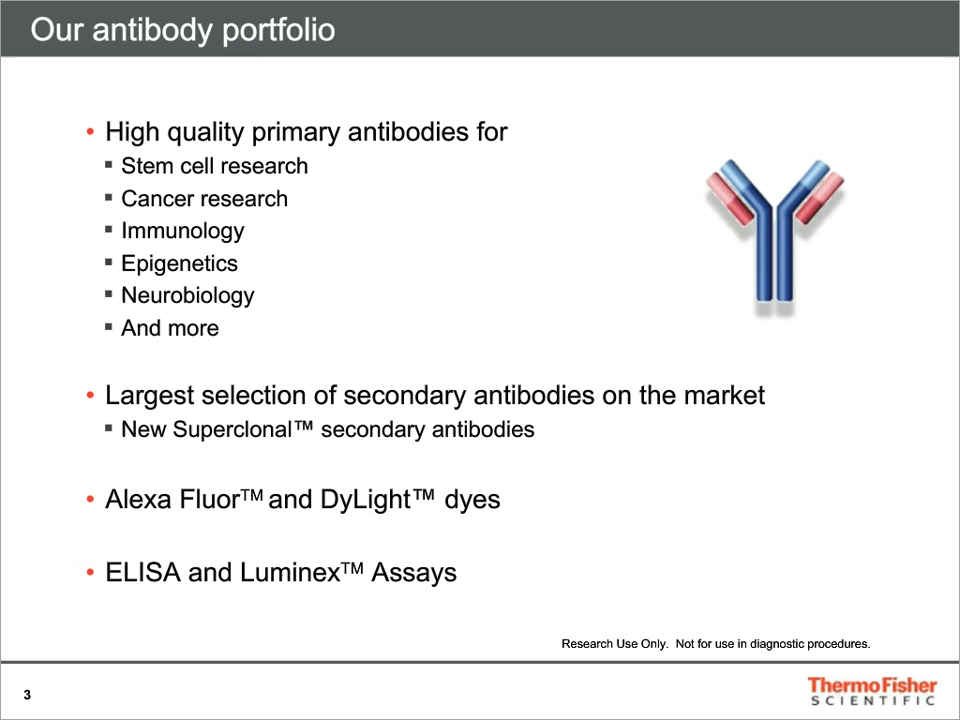 Our antibody portfolio
• High quality primary antibodies for
▪ Stem cell research
▪ Cancer research
▪ Immunology
▪ Epigenetics
▪ Neurobiology
▪ And more
• Largest selection of secondary antibodies on the market
▪ New Superclonal™ secondary antibodies
• Alexa Fluor™ and DyLight™ dyes
• ELISA and Luminex™ Assays
Research Use Only. Not for use in diagnostic procedures.
3
ThermoFisher
SCIENTIFIC